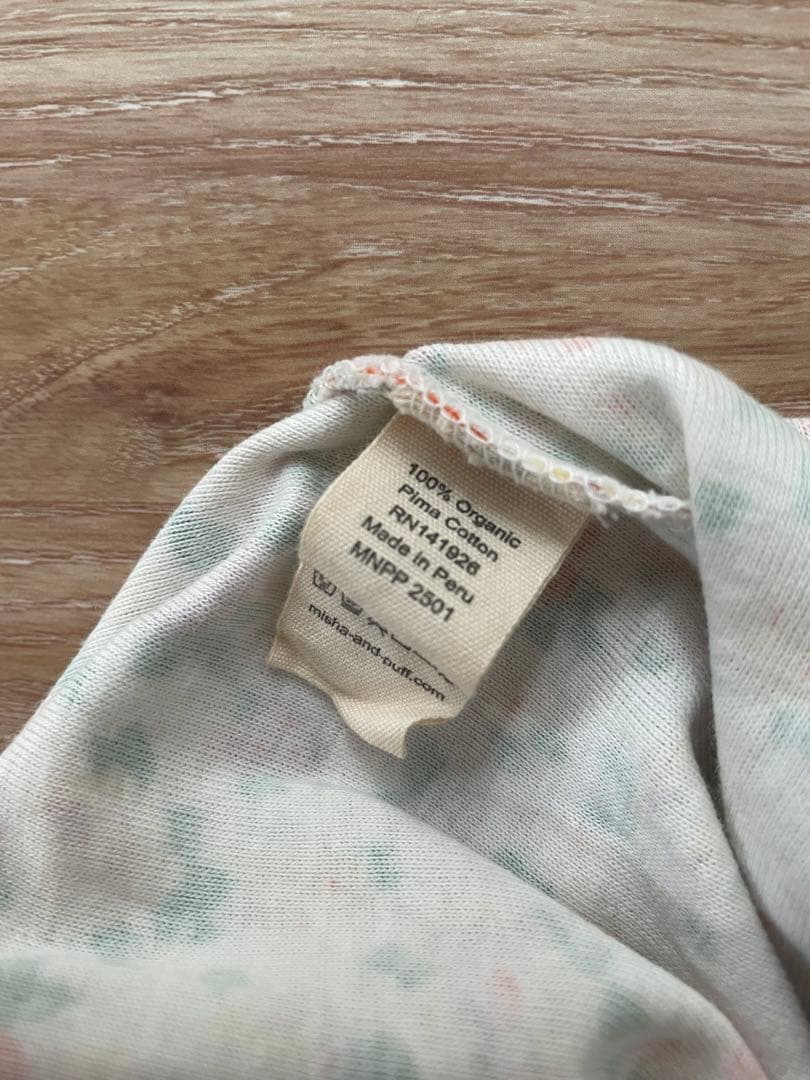 100% Organic
Pima Cotton
RN141926
Made in Peru
MNPP 2501
misha-and-puff.com